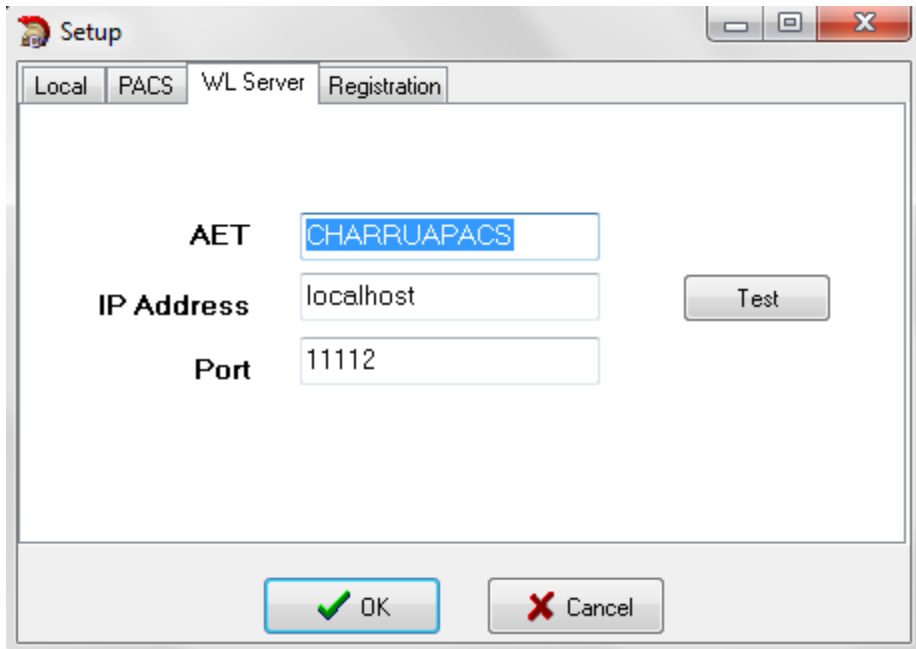 Setup
Local PACS WL Server Registration
AET CHARRUAPACS
IP Address localhost Test
Port 11112
OK Cancel